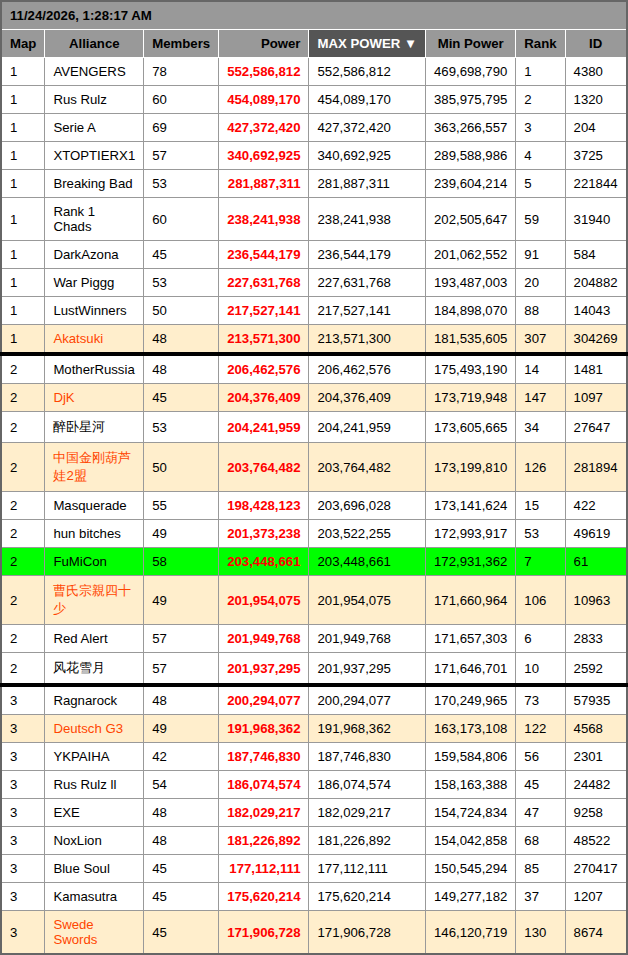 11/24/2026, 1:28:17 AM
Map Alliance Members Power MAX POWER ▼ Min Power Rank ID
1 AVENGERS 78 552,586,812 552,586,812 469,698,790 1 4380
1 Rus Rulz 60 454,089,170 454,089,170 385,975,795 2 1320
1 Serie A 69 427,372,420 427,372,420 363,266,557 3 204
1 XTOPTIERX1 57 340,692,925 340,692,925 289,588,986 4 3725
1 Breaking Bad 53 281,887,311 281,887,311 239,604,214 5 221844
1 Rank 1 Chads 60 238,241,938 238,241,938 202,505,647 59 31940
1 DarkAzona 45 236,544,179 236,544,179 201,062,552 91 584
1 War Piggg 53 227,631,768 227,631,768 193,487,003 20 204882
1 LustWinners 50 217,527,141 217,527,141 184,898,070 88 14043
1 Akatsuki 48 213,571,300 213,571,300 181,535,605 307 304269
2 MotherRussia 48 206,462,576 206,462,576 175,493,190 14 1481
2 DjK 45 204,376,409 204,376,409 173,719,948 147 1097
2 醉卧星河 53 204,241,959 204,241,959 173,605,665 34 27647
2 中国金刚葫芦娃2盟 50 203,764,482 203,764,482 173,199,810 126 281894
2 Masquerade 55 198,428,123 203,696,028 173,141,624 15 422
2 hun bitches 49 201,373,238 203,522,255 172,993,917 53 49619
2 FuMiCon 58 203,448,661 203,448,661 172,931,362 7 61
2 曹氏宗親四十少 49 201,954,075 201,954,075 171,660,964 106 10963
2 Red Alert 57 201,949,768 201,949,768 171,657,303 6 2833
2 风花雪月 57 201,937,295 201,937,295 171,646,701 10 2592
3 Ragnarock 48 200,294,077 200,294,077 170,249,965 73 57935
3 Deutsch G3 49 191,968,362 191,968,362 163,173,108 122 4568
3 YKPAIHA 42 187,746,830 187,746,830 159,584,806 56 2301
3 Rus Rulz ll 54 186,074,574 186,074,574 158,163,388 45 24482
3 EXE 48 182,029,217 182,029,217 154,724,834 47 9258
3 NoxLion 48 181,226,892 181,226,892 154,042,858 68 48522
3 Blue Soul 45 177,112,111 177,112,111 150,545,294 85 270417
3 Kamasutra 45 175,620,214 175,620,214 149,277,182 37 1207
3 Swede Swords 45 171,906,728 171,906,728 146,120,719 130 8674